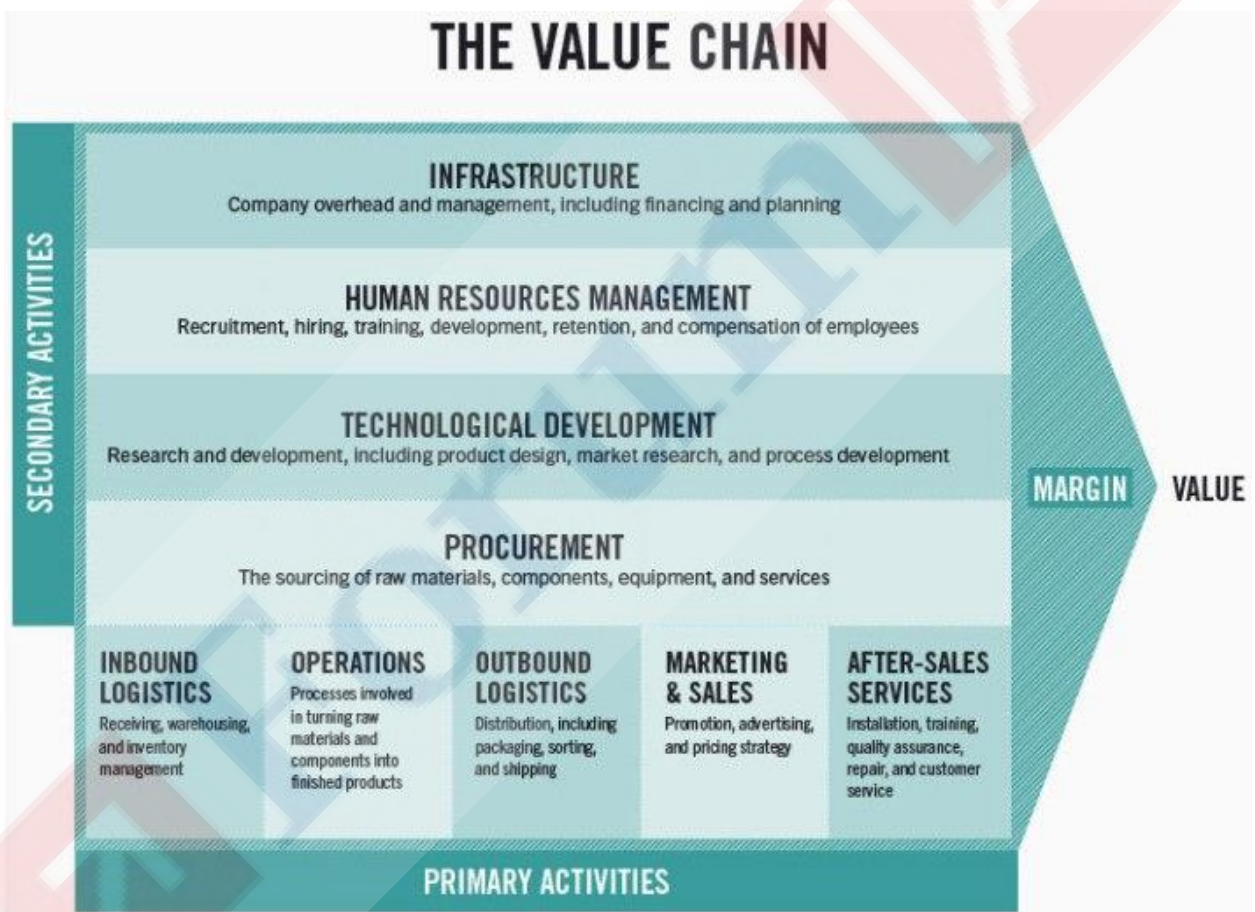 THE VALUE CHAIN
SECONDARY ACTIVITIES
INFRASTRUCTURE
Company overhead and management, including financing and planning
HUMAN RESOURCES MANAGEMENT
Recruitment, hiring, training, development, retention, and compensation of employees
TECHNOLOGICAL DEVELOPMENT
Research and development, including product design, market research, and process development
PROCUREMENT
The sourcing of raw materials, components, equipment, and services
INBOUND
LOGISTICS
Receiving, warehousing,
and inventory
management
OPERATIONS
Processes involved
in turning raw
materials and
components into
finished products
OUTBOUND
LOGISTICS
Distribution, including
packaging, sorting,
and shipping
MARKETING
& SALES
Promotion, advertising,
and pricing strategy
AFTER-SALES
SERVICES
Installation, training,
quality assurance,
repair, and customer
service
MARGIN
VALUE
PRIMARY ACTIVITIES
Forum